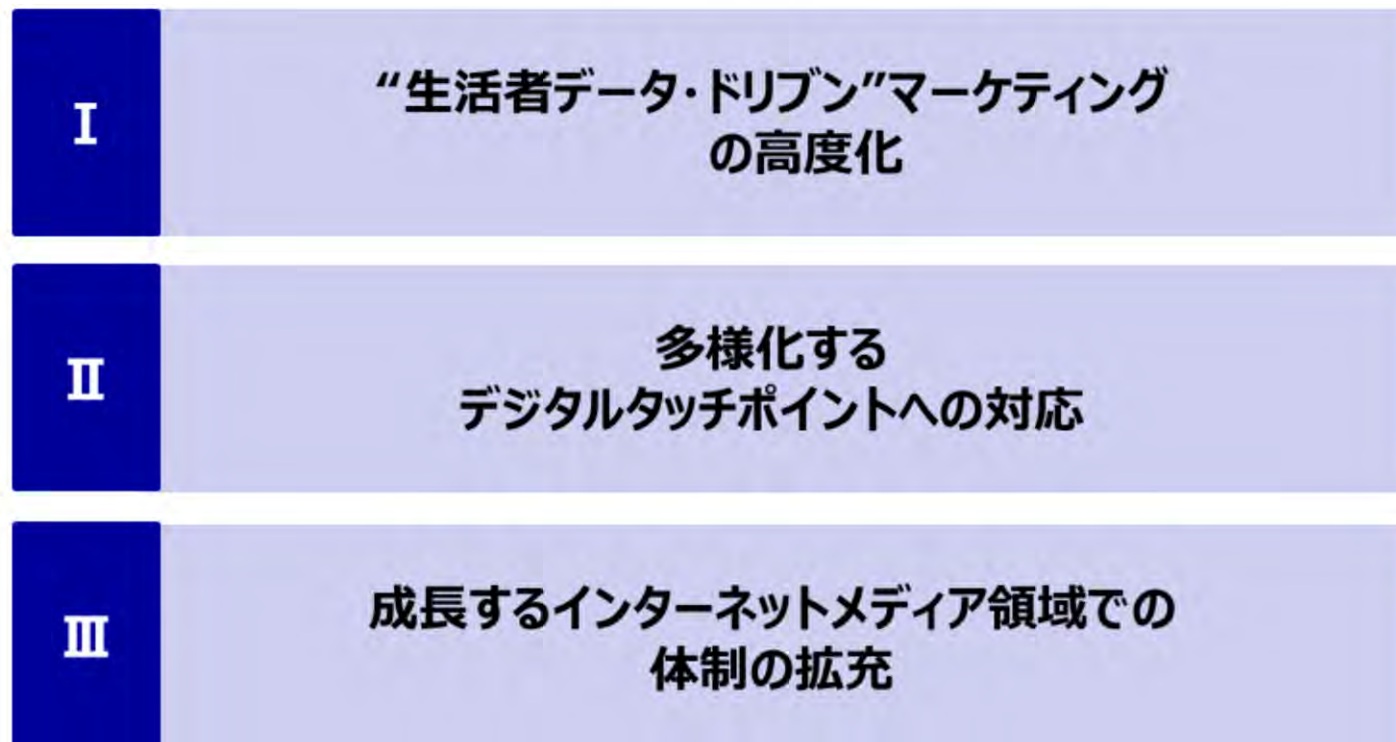 I
“生活者データ・ドリブン”マーケティング
の高度化
Ⅱ
多様化する
デジタルタッチポイントへの対応
Ⅲ
成長するインターネットメディア領域での
体制の拡充